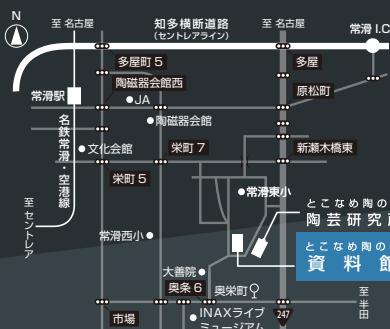 N
至 名古屋
知多横断道路
(セントレアライン)
至 名古屋
常滑 I.C
多屋町 5
多屋
陶磁器会館西
原松町
常滑駅
JA
陶磁器会館
名鉄常滑・空港線
文化会館
栄町 7
新瀬木橋東
栄町 5
常滑東小
至 セントレア
とこなめ陶の
陶芸研究所
常滑西小
とこなめ陶の
資料館
大善院
奥条 6
奥栄町
至 半田
市場
INAXライブ
ミュージアム
247